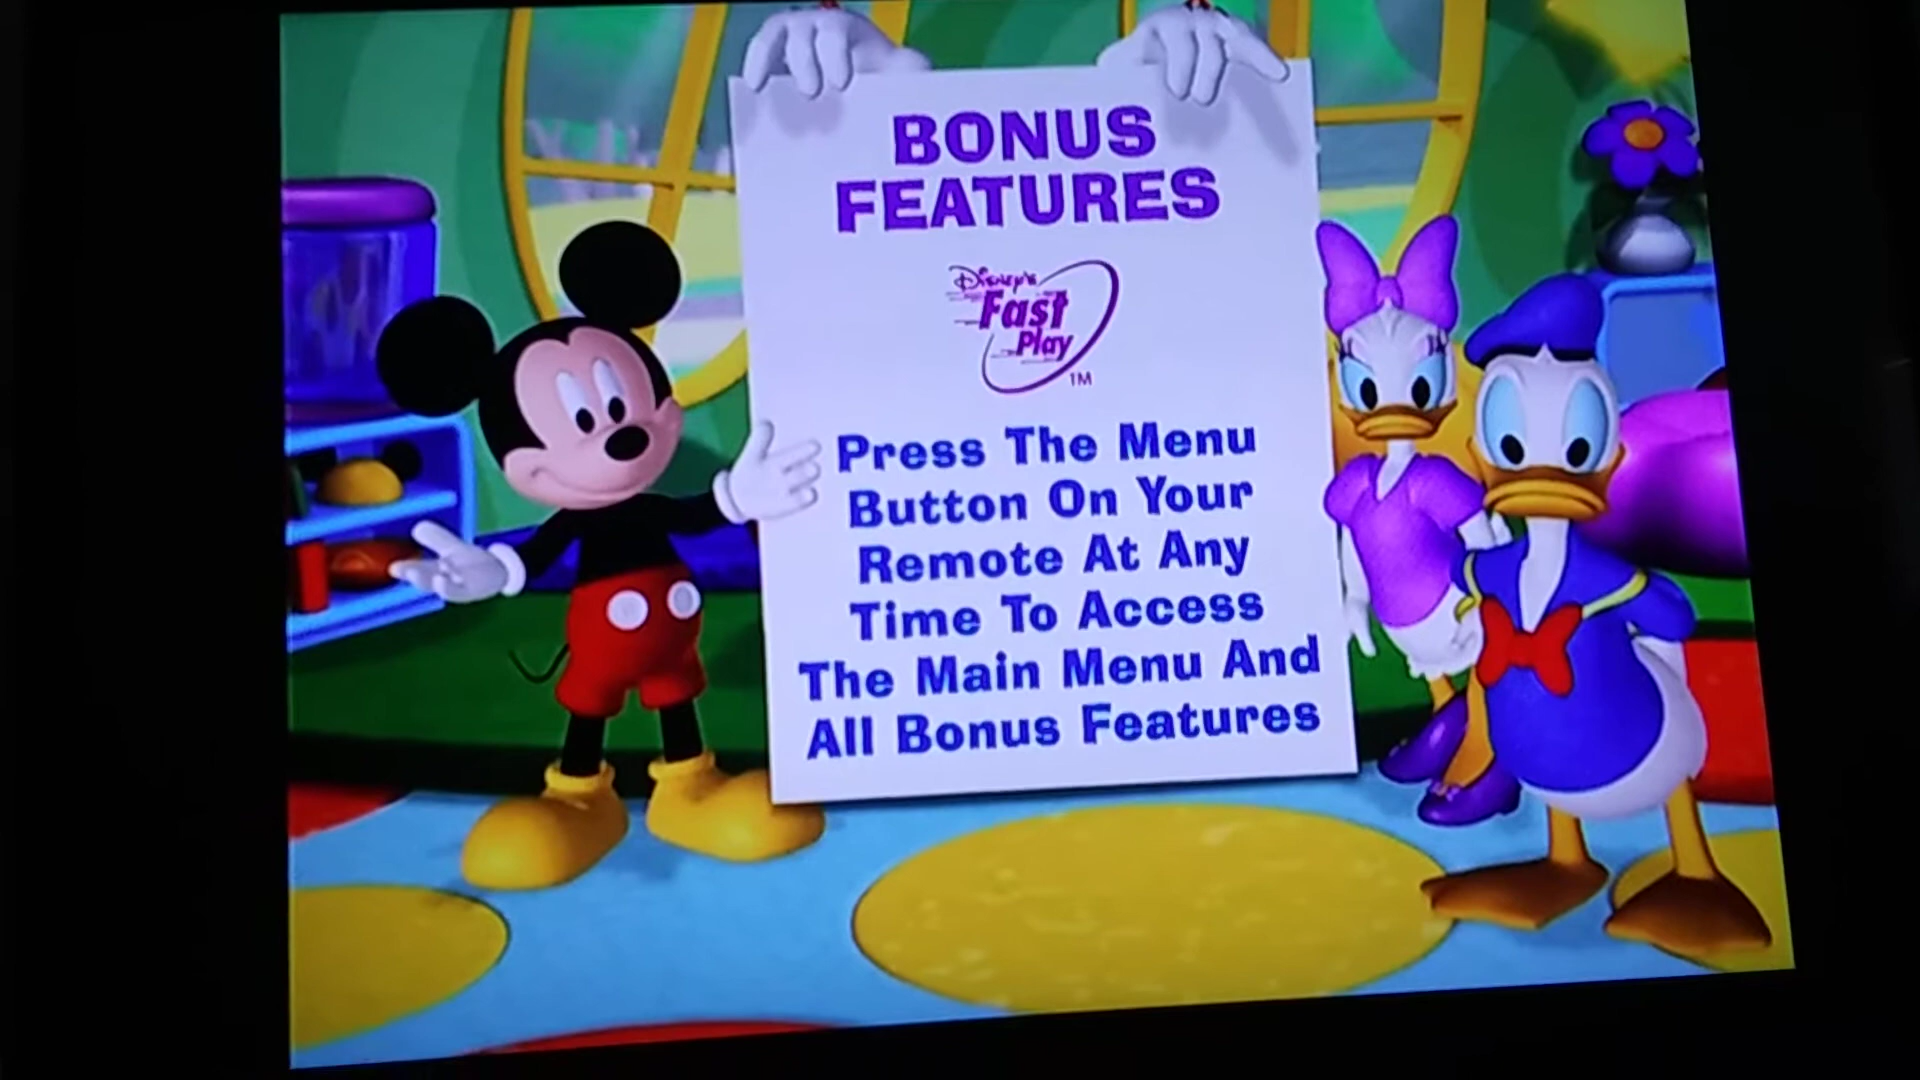 BONUS
FEATURES
Disney's
Fast
Play
TM
Press The Menu
Button On Your
Remote At Any
Time To Access
The Main Menu And
All Bonus Features